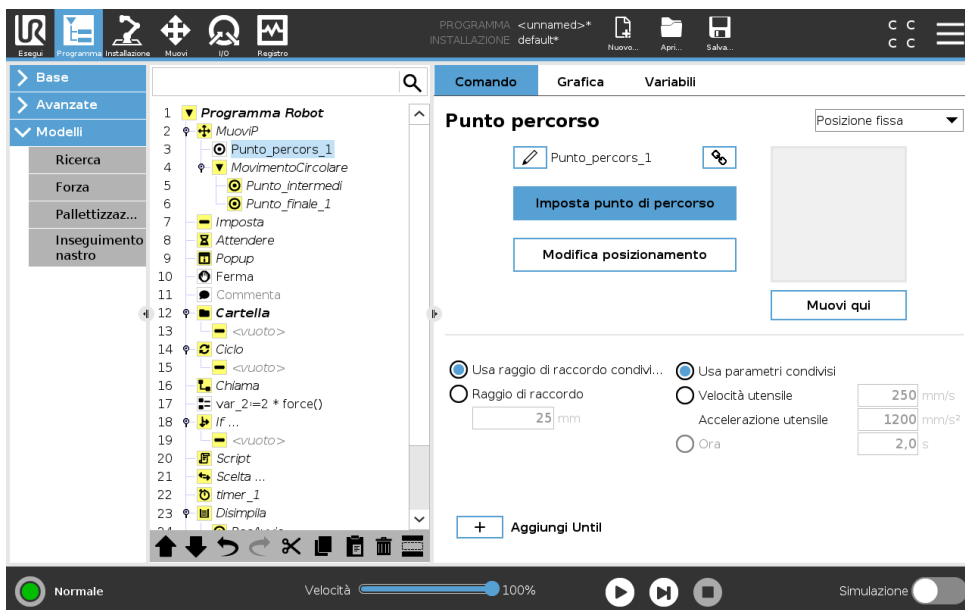 PROGRAMMA <unnamed>*
INSTALLAZIONE default*
Esegui
Programma
Installazione
Muovi
I/O
Registro
Nuovo...
Apri...
Salva...
C C
C C
Base
Avanzate
Modelli
Ricerca
Forza
Pallettizzaz...
Inseguimento
nastro
1 Programma Robot
2 MuoviP
3 Punto_percors_1
4 MovimentoCircolare
5 Punto_intermedi
6 Punto_finale_1
7 Imposta
8 Attendere
9 Popup
10 Ferma
11 Commenta
12 Cartella
13 <vuoto>
14 Ciclo
15 <vuoto>
16 Chiama
17 var_2:=2 * force()
18 If ...
19 <vuoto>
20 Script
21 Scelta ...
22 timer_1
23 Disimpila
Comando
Grafica
Variabili
Punto percorso
Posizione fissa
Punto_percors_1
Imposta punto di percorso
Modifica posizionamento
Muovi qui
Usa raggio di raccordo condivi...
Raggio di raccordo
25 mm
Usa parametri condivisi
Velocità utensile 250 mm/s
Accelerazione utensile 1200 mm/s²
Ora 2,0 s
+ Aggiungi Until
Normale
Velocità 100%
Simulazione